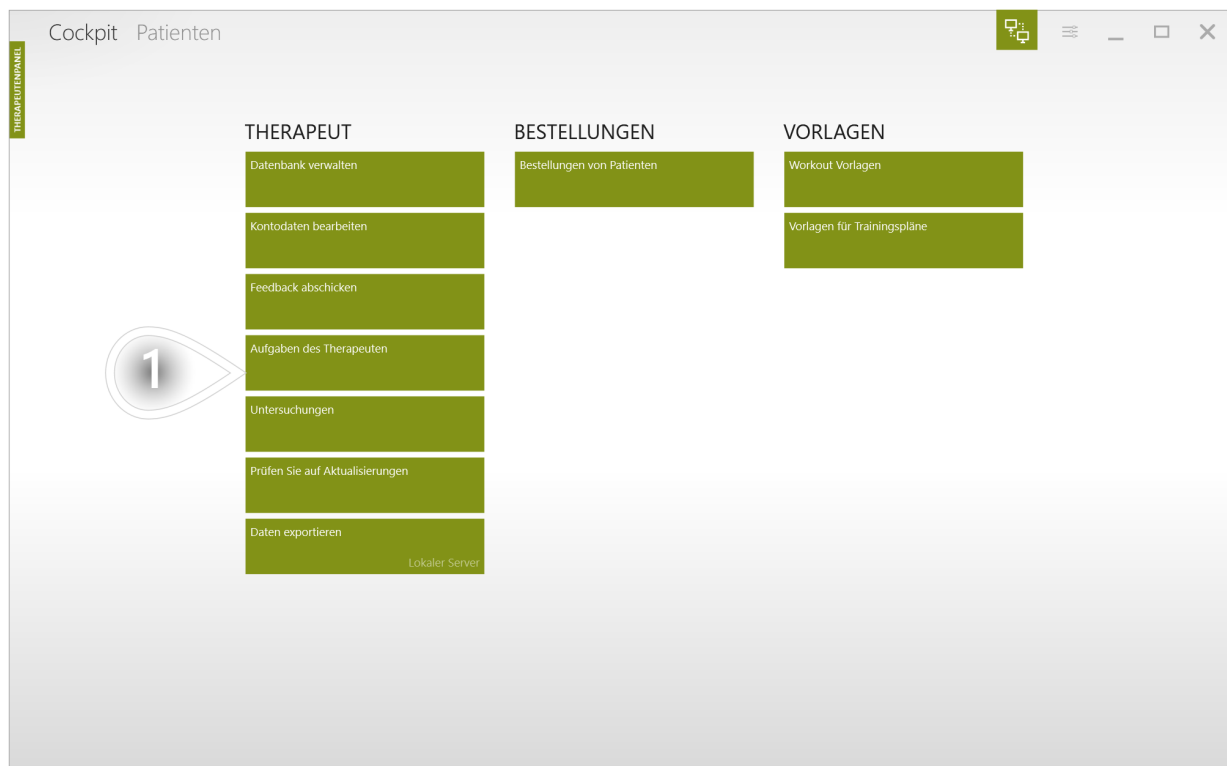 Cockpit Patienten
THERAPEUTENPANEL
THERAPEUT
Datenbank verwalten
Kontodaten bearbeiten
Feedback abschicken
1
Aufgaben des Therapeuten
Untersuchungen
Prüfen Sie auf Aktualisierungen
Daten exportieren
Lokaler Server
BESTELLUNGEN
Bestellungen von Patienten
VORLAGEN
Workout Vorlagen
Vorlagen für Trainingspläne